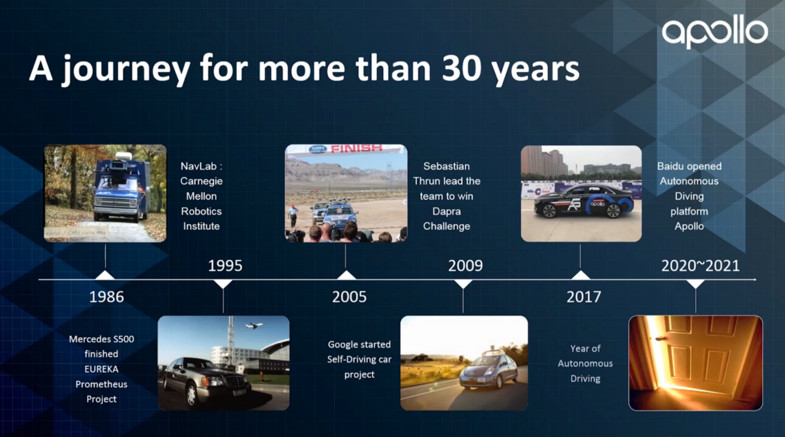 apollo
A journey for more than 30 years
NavLab :
Carnegie
Mellon
Robotics
Institute
FINISH
Sebastian
Thrun lead the
team to win
Dapra
Challenge
apollo
Baidu opened
Autonomous
Diving
platform
Apollo
1986
1995
2005
2009
2017
2020~2021
Mercedes S500
finished
EUREKA
Prometheus
Project
Google started
Self-Driving car
project
Year of
Autonomous
Driving